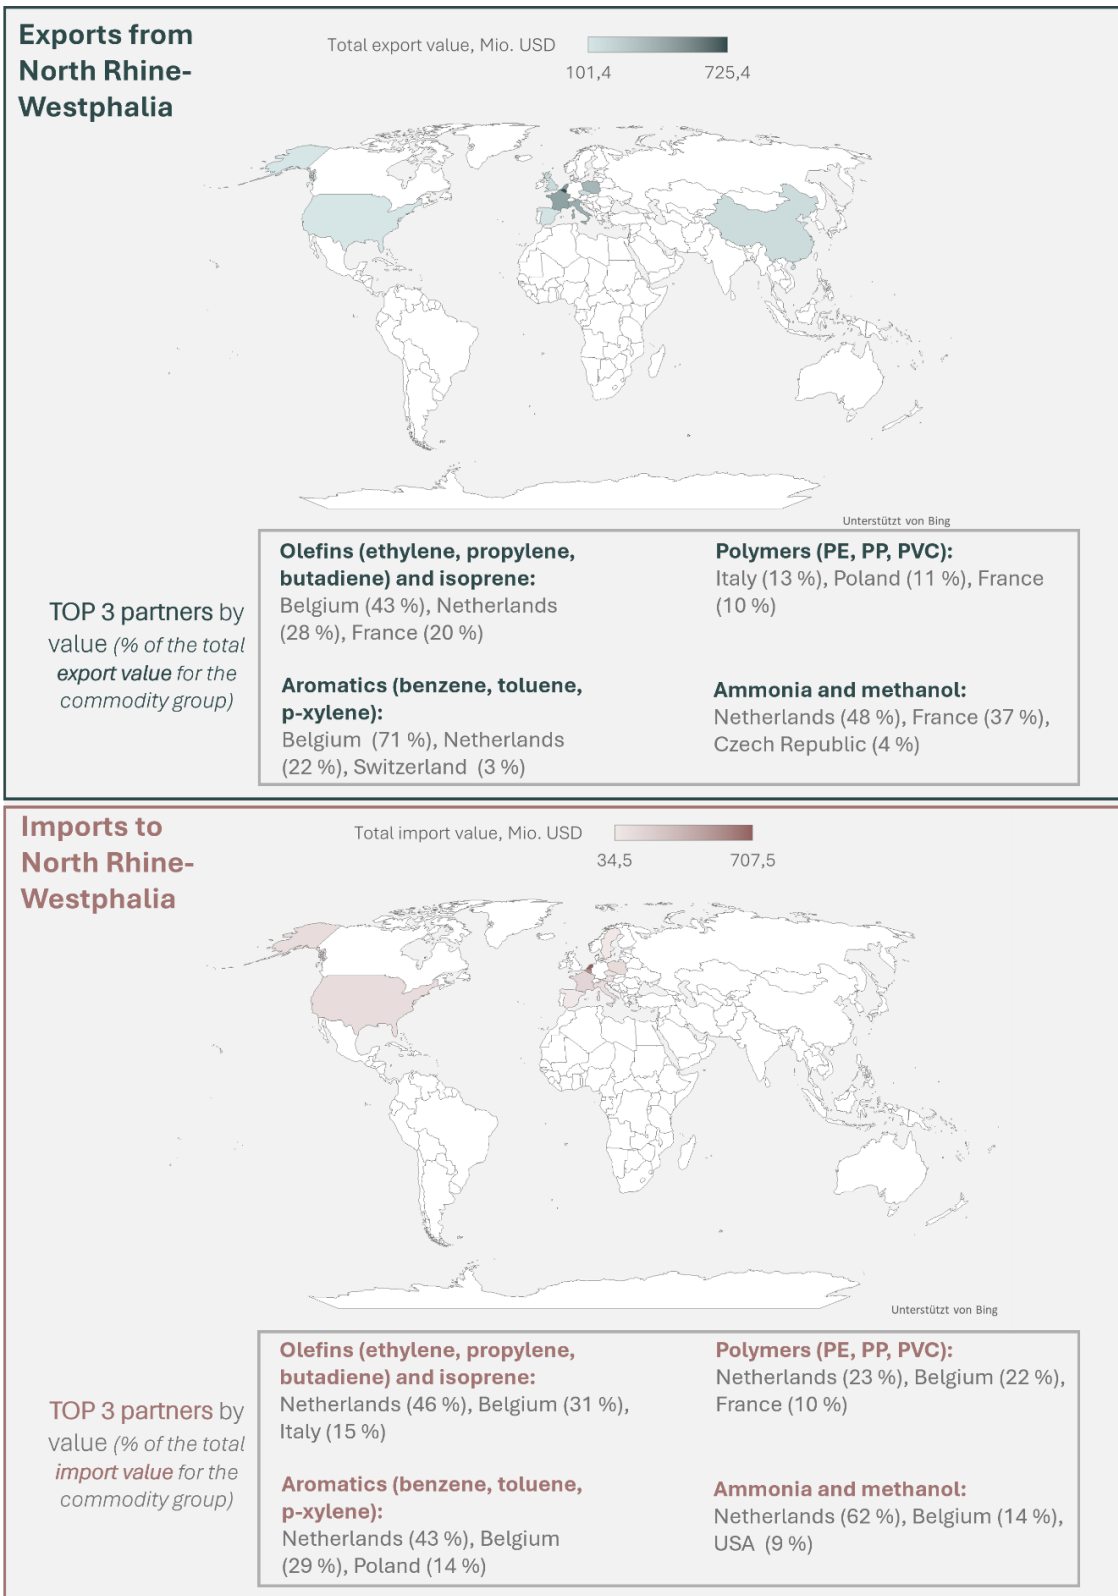 Exports from
North Rhine-
Westphalia
Total export value, Mio. USD
101,4
725,4
Unterstützt von Bing
TOP 3 partners by
value (% of the total
export value for the
commodity group)
Olefins (ethylene, propylene,
butadiene) and isoprene:
Belgium (43 %), Netherlands
(28 %), France (20 %)
Polymers (PE, PP, PVC):
Italy (13 %), Poland (11 %), France
(10 %)
Aromatics (benzene, toluene,
p-xylene):
Belgium (71 %), Netherlands
(22 %), Switzerland (3 %)
Ammonia and methanol:
Netherlands (48 %), France (37 %),
Czech Republic (4 %)
Imports to
North Rhine-
Westphalia
Total import value, Mio. USD
34,5
707,5
Unterstützt von Bing
TOP 3 partners by
value (% of the total
import value for the
commodity group)
Olefins (ethylene, propylene,
butadiene) and isoprene:
Netherlands (46 %), Belgium (31 %),
Italy (15 %)
Polymers (PE, PP, PVC):
Netherlands (23 %), Belgium (22 %),
France (10 %)
Aromatics (benzene, toluene,
p-xylene):
Netherlands (43 %), Belgium
(29 %), Poland (14 %)
Ammonia and methanol:
Netherlands (62 %), Belgium (14 %),
USA (9 %)